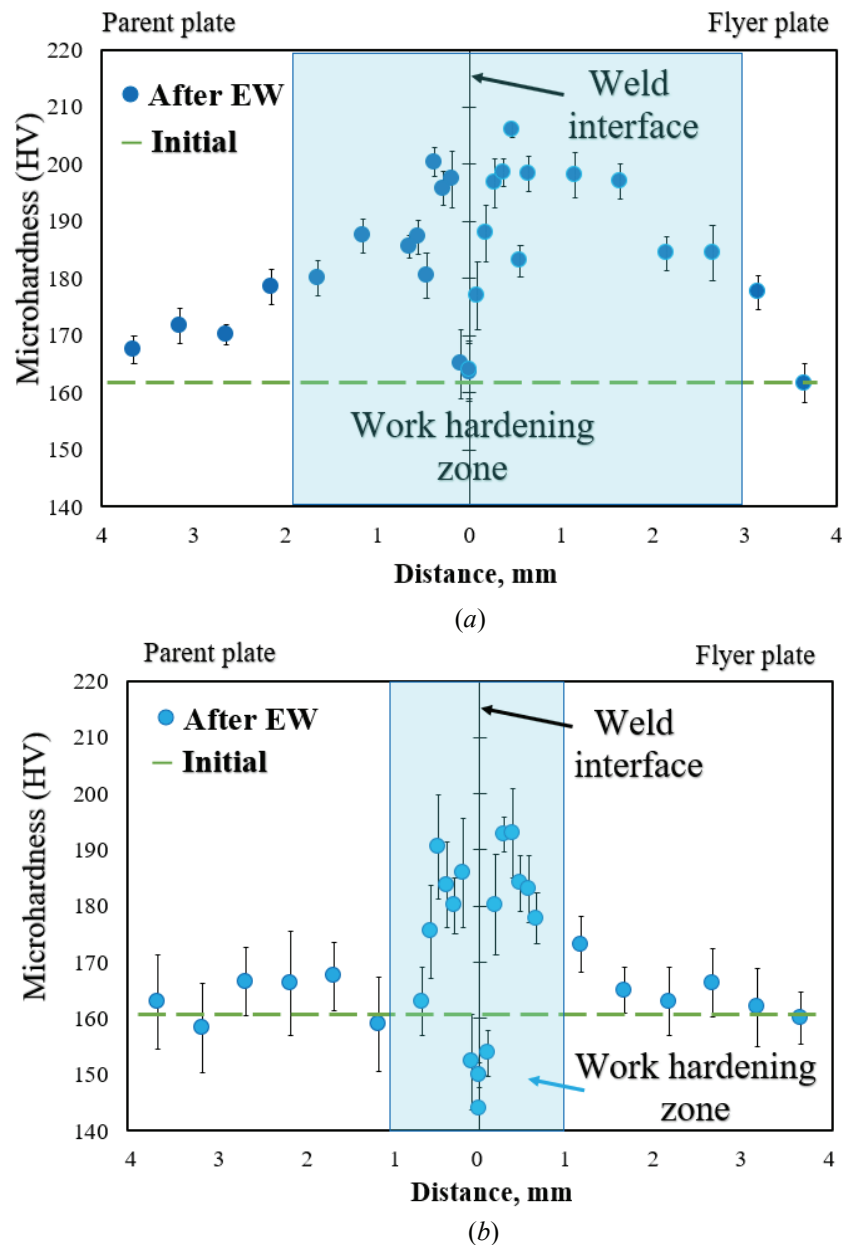 Parent plate
Flyer plate
220
210
200
190
180
170
160
150
140
Microhardness (HV)
After EW
Initial
Weld
interface
Work hardening
zone
4
3
2
1
0
1
2
3
4
Distance, mm
(a)
Parent plate
Flyer plate
220
210
200
190
180
170
160
150
140
Microhardness (HV)
After EW
Initial
Weld
interface
Work hardening
zone
4
3
2
1
0
1
2
3
4
Distance, mm
(b)